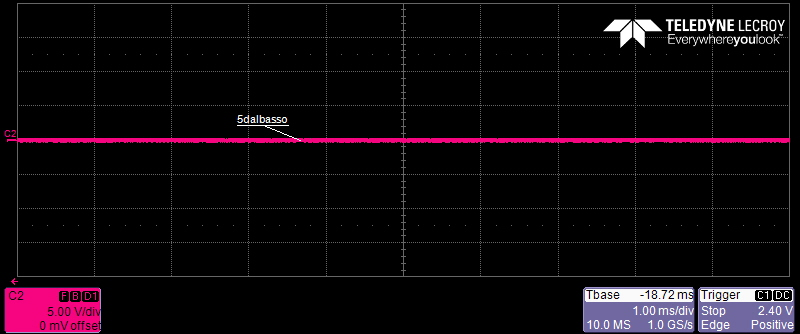 TELEDYNE LECROY
Everywhereyoulook™
5dalbasso
C2
C2 F B D1
5.00 V/div
0 mV offset
Tbase -18.72 ms
1.00 ms/div
10.0 MS 1.0 GS/s
Trigger C1 DC
Stop 2.40 V
Edge Positive